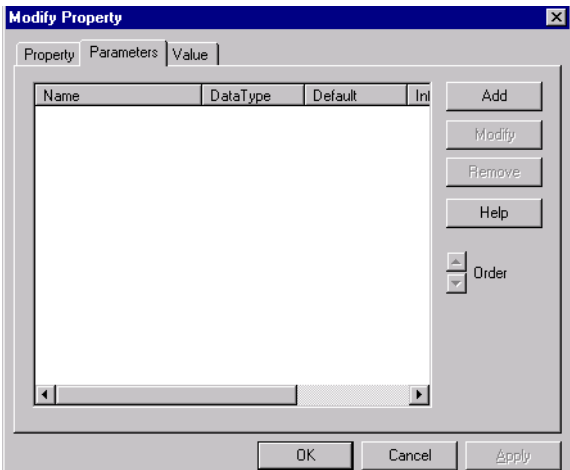 Modify Property
Property Parameters Value
Name DataType Default
Add
Modify
Remove
Help
Order
OK Cancel Apply